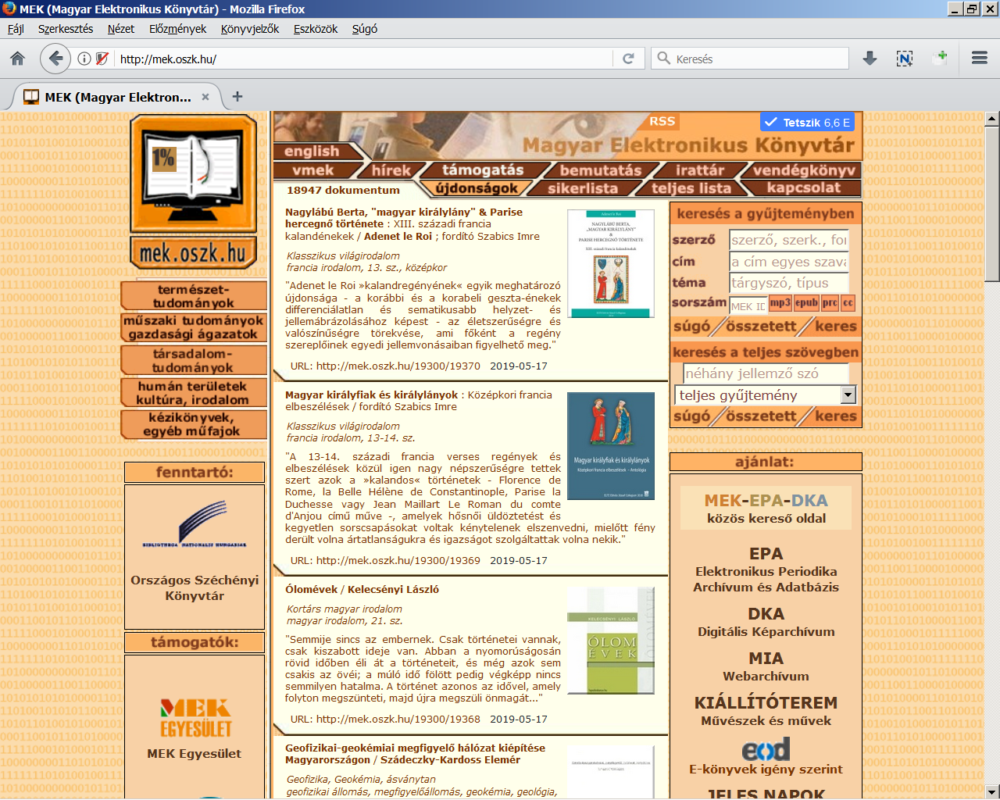 MEK (Magyar Elektronikus Könyvtár) - Mozilla Firefox
Fájl Szerkesztés Nézet Előzmények Könyvjelzők Eszközök Súgó
http://mek.oszk.hu/
Keresés
MEK (Magyar Elektron...
1%
mek.oszk.hu
természet-
tudományok
műszaki tudományok
gazdasági ágazatok
társadalom-
tudományok
humán területek
kultúra, irodalom
kézikönyvek,
egyéb műfajok
fenntartó:
BIBLIOTHECA NATIONALIS HUNGARIAE
Országos Széchényi
Könyvtár
támogatók:
MEK
EGYESÜLET
MEK Egyesület
RSS
Tetszik 6,6 E
Magyar Elektronikus Könyvtár
english
vmek hírek támogatás bemutatás irattár vendégkönyv
18947 dokumentum
újdonságok sikerlista teljes lista kapcsolat
Nagylábú Berta, "magyar királylány" & Parise
hercegnő története : XIII. századi francia
kalandénekek / Adenet le Roi ; fordító Szabics Imre
Klasszikus világirodalom
francia irodalom, 13. sz., középkor
"Adenet le Roi »kalandregényének« egyik meghatározó
újdonsága - a korábbi és a korabeli geszta-énekek
differenciálatlan és sematikusabb helyzet- és
jellemábrázolásához képest - az életszerűségre és
valószínűségre törekvése, ami főként a regény
szereplőinek egyedi jellemvonásaiban figyelhető meg."
URL: http://mek.oszk.hu/19300/19370 2019-05-17
Adenet le Roi
NAGYLÁBÚ BERTA,
„MAGYAR KIRÁLYLÁNY”
&
PARISE HERCEGNŐ TÖRTÉNETE
XIII. századi francia kalandénekek
Magyar királyfiak és királylányok : Középkori francia
elbeszélések / fordító Szabics Imre
Klasszikus világirodalom
francia irodalom, 13-14. sz.
"A 13-14. századi francia verses regények és
elbeszélések közül igen nagy népszerűségre tettek
szert azok a »kalandos« történetek - Florence de
Rome, la Belle Hélène de Constantinople, Parise la
Duchesse vagy Jean Maillart Le Roman du comte
d'Anjou című műve -, amelyek hősnői üldöztetést és
kegyetlen sorscsapásokat voltak kénytelenek elszenvedni, mielőtt fény
derült volna ártatlanságukra és igazságot szolgáltattak volna nekik."
URL: http://mek.oszk.hu/19300/19369 2019-05-17
Magyar királyfiak és királylányok
Középkori francia elbeszélések – Antológia
Ólomévek / Kelecsényi László
Kortárs magyar irodalom
magyar irodalom, 21. sz.
"Semmije sincs az embernek. Csak történetei vannak,
csak kiszabott ideje van. Abban a nyomorúságosán
rövid időben éli át a történeteit, és még azok sem
csakis az övéi; a múló idő fölött pedig végképp nincs
semmilyen hatalma. A történet azonos az idővel, amely
folyton megszünteti, majd újra megszüli önmagát..."
URL: http://mek.oszk.hu/19300/19368 2019-05-17
KELECSÉNYI LÁSZLÓ
ÓLOM
ÉVEK
ÓLOMÉVEK
Geofizikai-geokémiai megfigyelő hálózat kiépítése
Magyarországon / Szádeczky-Kardoss Elemér
Geofizika, Geokémia, ásványtan
geofizikai állomás, megfigyelőállomás, geokémia, geológia,
keresés a gyűjteményben
szerző szerző, szerk., for
cím a cím egyes szava
téma tárgyszó, típus
sorszám MEK ID mp3 epub prc cc
súgó összetett keres
keresés a teljes szövegben
néhány jellemző szó
teljes gyűjtemény
súgó összetett keres
ajánlat:
MEK-EPA-DKA
közös kereső oldal
EPA
Elektronikus Periodika
Archívum és Adatbázis
DKA
Digitális Képarchívum
MIA
Webarchívum
KIÁLLÍTÓTEREM
Művészek és művek
eod
E-könyvek igény szerint
JELES NAPOK